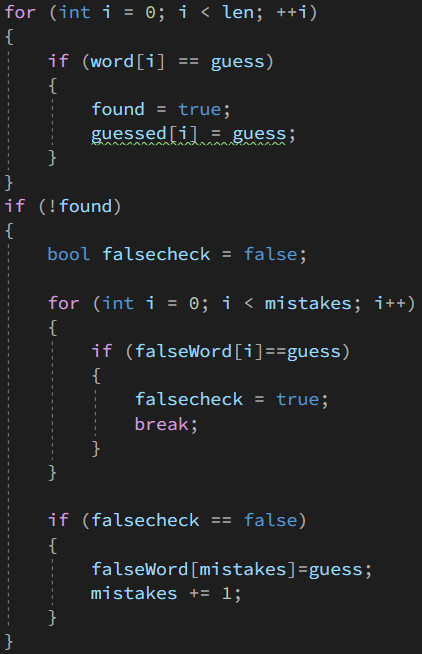 for (int i = 0; i < len; ++i)
{
    if (word[i] == guess)
    {
        found = true;
        guessed[i] = guess;
    }
}
if (!found)
{
    bool falsecheck = false;

    for (int i = 0; i < mistakes; i++)
    {
        if (falseWord[i]==guess)
        {
            falsecheck = true;
            break;
        }
    }

    if (falsecheck == false)
    {
        falseWord[mistakes]=guess;
        mistakes += 1;
    }
}